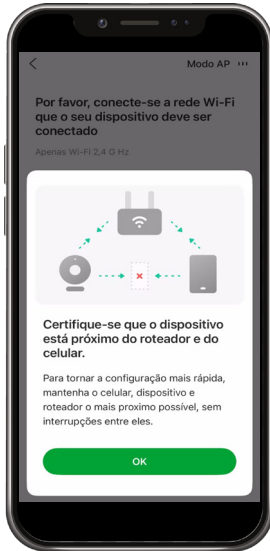 Modo AP
Por favor, conecte-se a rede Wi-Fi
que o seu dispositivo deve ser
conectado
Apenas Wi-Fi 2,4 G Hz.
Certifique-se que o dispositivo
está próximo do roteador e do
celular.
Para tornar a configuração mais rápida,
mantenha o celular, dispositivo e
roteador o mais proximo possível, sem
interrupções entre eles.
OK